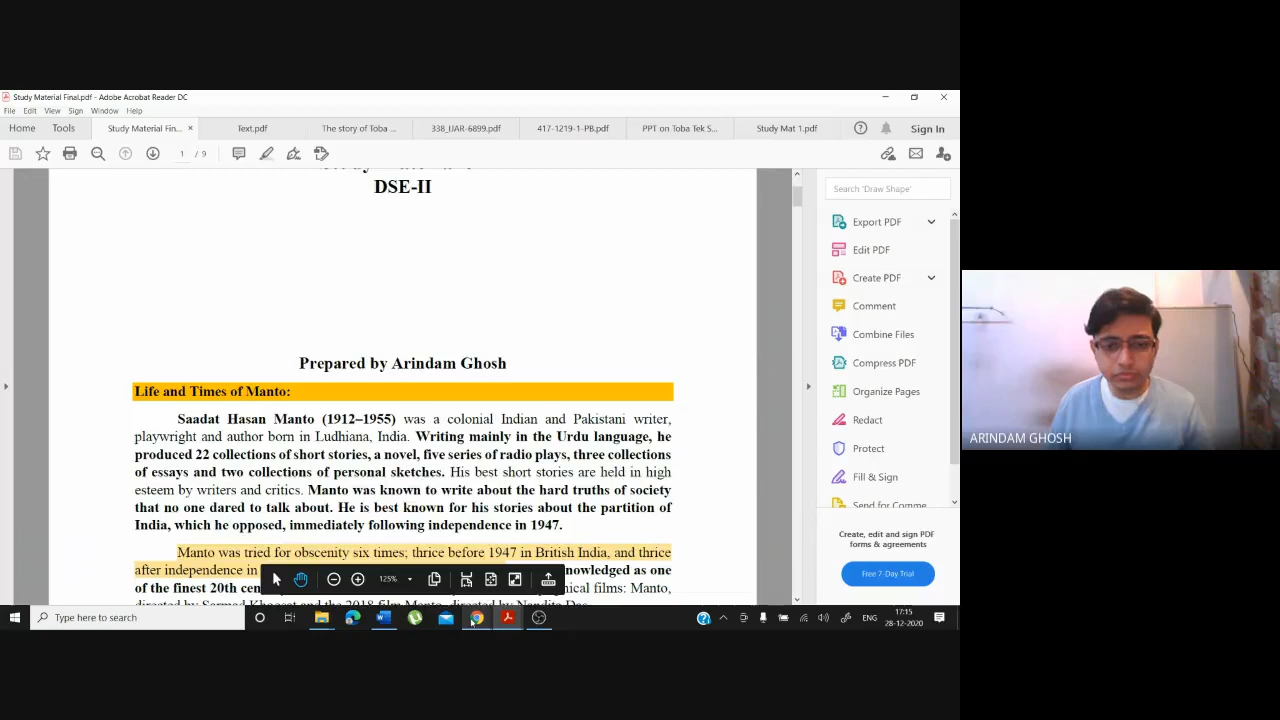 Study Material Final.pdf - Adobe Acrobat Reader DC
File Edit View Sign Window Help
Home Tools Study Material Fin... × Text.pdf The story of Toba ... 338_IJAR-6899.pdf 417-1219-1-PB.pdf PPT on Toba Tek S... Study Mat 1.pdf Sign In
1 / 9
DSE-II
Prepared by Arindam Ghosh
Life and Times of Manto:
Saadat Hasan Manto (1912–1955) was a colonial Indian and Pakistani writer,
playwright and author born in Ludhiana, India. Writing mainly in the Urdu language, he
produced 22 collections of short stories, a novel, five series of radio plays, three collections
of essays and two collections of personal sketches. His best short stories are held in high
esteem by writers and critics. Manto was known to write about the hard truths of society
that no one dared to talk about. He is best known for his stories about the partition of
India, which he opposed, immediately following independence in 1947.
Manto was tried for obscenity six times; thrice before 1947 in British India, and thrice
after independence in
of the finest 20th
125%
Search 'Draw Shape'
Export PDF
Edit PDF
Create PDF
Comment
Combine Files
Compress PDF
Organize Pages
Redact
Protect
Fill & Sign
Send for Comme
Create, edit and sign PDF
forms & agreements
Free 7-Day Trial
Type here to search
ENG
17:15
28-12-2020
ARINDAM GHOSH